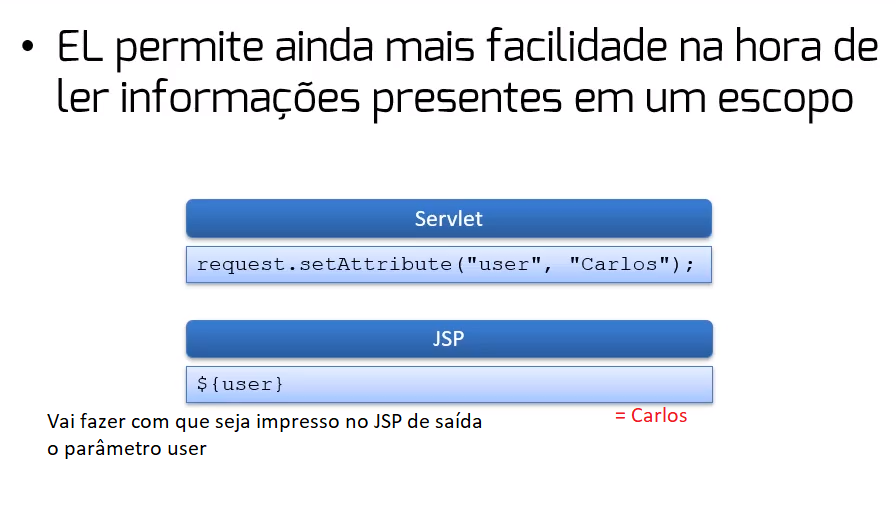 • EL permite ainda mais facilidade na hora de
ler informações presentes em um escopo
Servlet
request.setAttribute("user", "Carlos");
JSP
${user}
Vai fazer com que seja impresso no JSP de saída
o parâmetro user
= Carlos